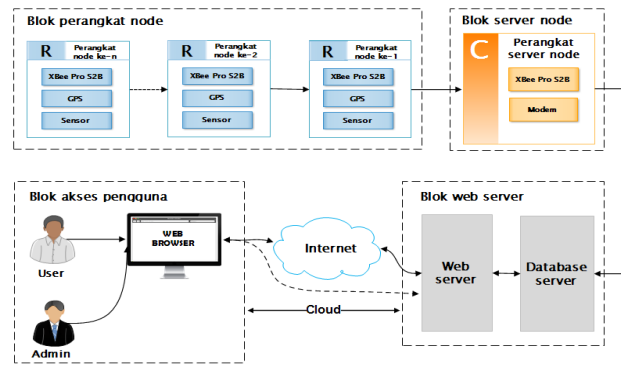 Blok perangkat node
R
Perangkat
node ke-n
XBee Pro S2B
GPS
Sensor
R
Perangkat
node ke-2
XBee Pro S2B
GPS
Sensor
R
Perangkat
node ke-1
XBee Pro S2B
GPS
Sensor
Blok server node
C
Perangkat
server node
XBee Pro S2B
Modem
Blok akses pengguna
User
Admin
WEB
BROWSER
Internet
Cloud
Blok web server
Web
server
Database
server